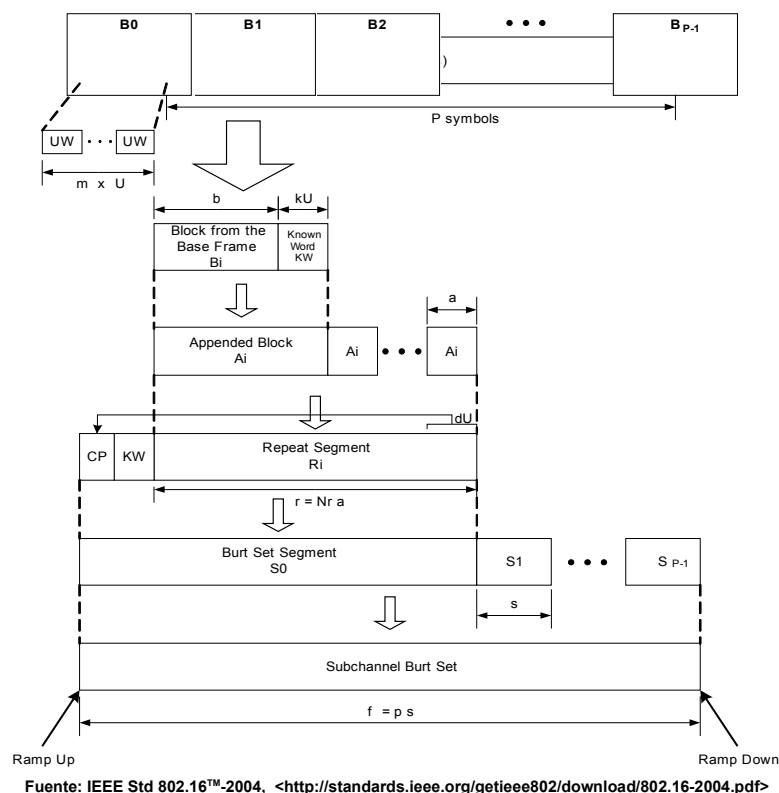 B0 B1 B2 • • • B P-1
)
P symbols
UW • • • UW
m x U
b kU
Block from the
Base Frame
Bi
Known
Word
KW
a
Appended Block
Ai
Ai • • • Ai
dU
CP KW
Repeat Segment
Ri
r = Nr a
Burt Set Segment
S0
S1 • • • S P-1
s
Subchannel Burt Set
f = p s
Ramp Up Ramp Down
Fuente: IEEE Std 802.16™-2004, <http://standards.ieee.org/getieee802/download/802.16-2004.pdf>